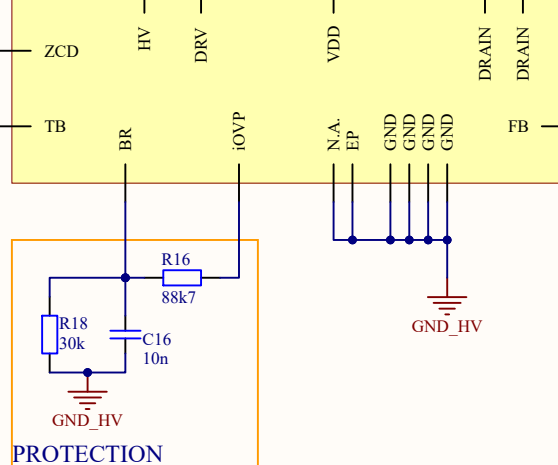 HV
DRV
VDD
DRAIN
DRAIN
ZCD
TB
BR
iOVP
N.A.
EP
GND
GND
GND
GND
FB
R16
88k7
R18
30k
C16
10n
GND_HV
GND_HV
PROTECTION